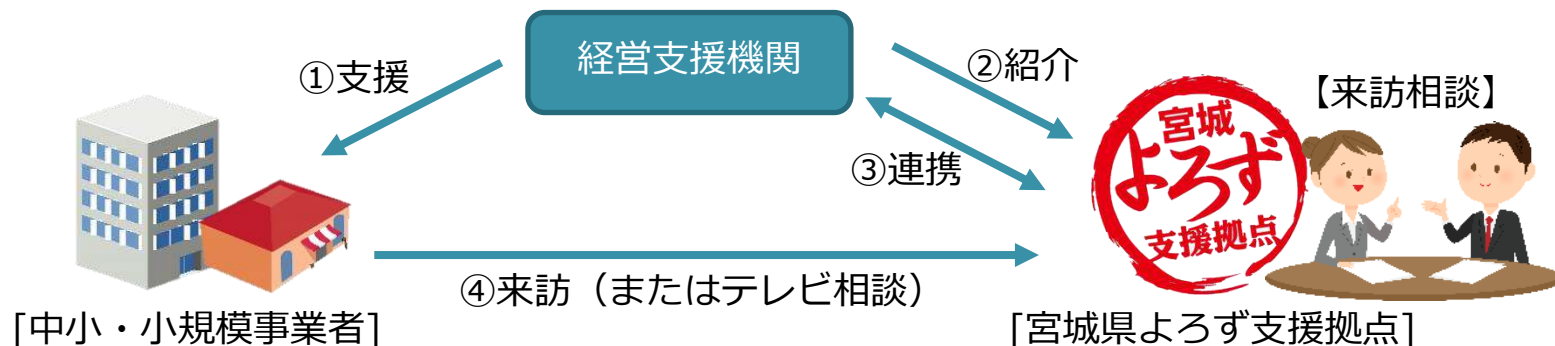 経営支援機関
①支援
②紹介
【来訪相談】
宮城
よろず
支援拠点
③連携
④来訪（またはテレビ相談）
[中小・小規模事業者]
[宮城県よろず支援拠点]